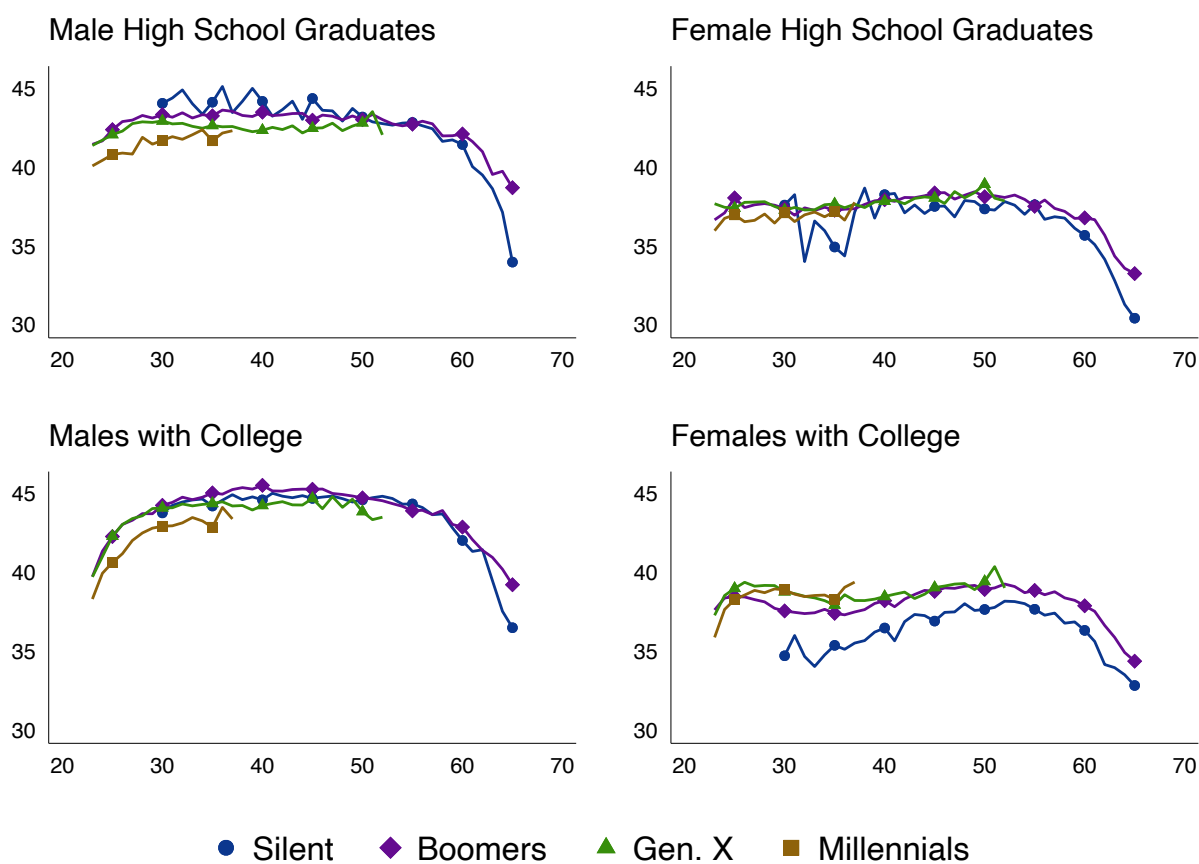 Male High School Graduates
45
40
35
30
20 30 40 50 60 70
Female High School Graduates
45
40
35
30
20 30 40 50 60 70
Males with College
45
40
35
30
20 30 40 50 60 70
Females with College
45
40
35
30
20 30 40 50 60 70
Silent Boomers Gen. X Millennials